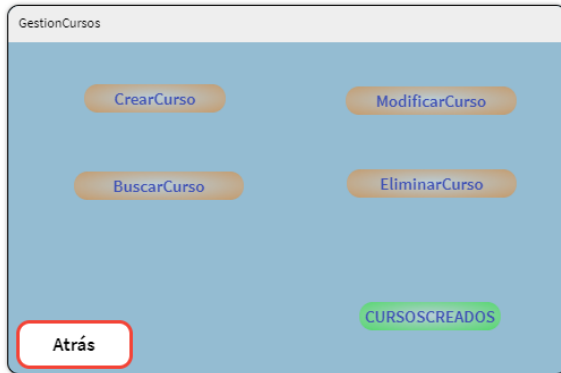 GestionCursos
CrearCurso
ModificarCurso
BuscarCurso
EliminarCurso
CURSOSCREADOS
Atrás